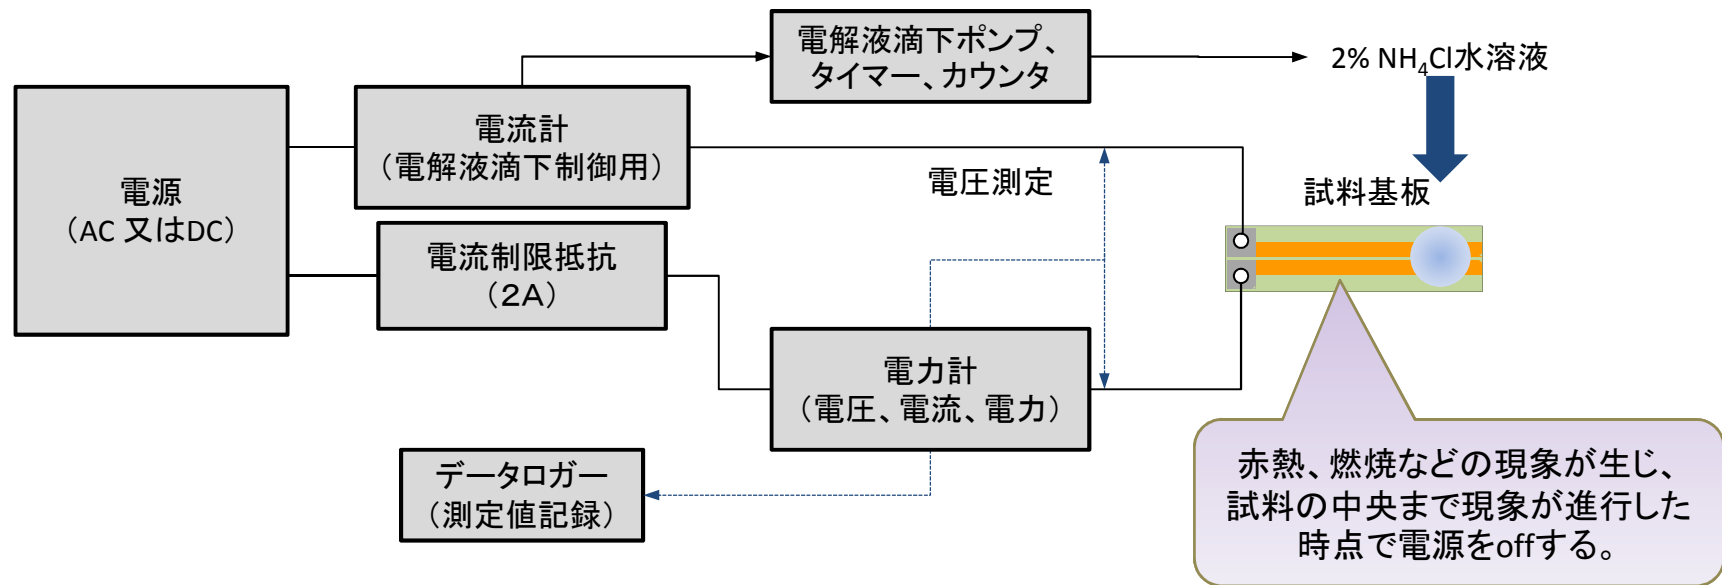 電解液滴下ポンプ、
タイマー、カウンタ
2% NH₄Cl水溶液
電流計
（電解液滴下制御用）
電源
（AC 又はDC）
電圧測定
試料基板
電流制限抵抗
（２A）
電力計
（電圧、電流、電力）
データロガー
（測定値記録）
赤熱、燃焼などの現象が生じ、
試料の中央まで現象が進行した
時点で電源をoffする。